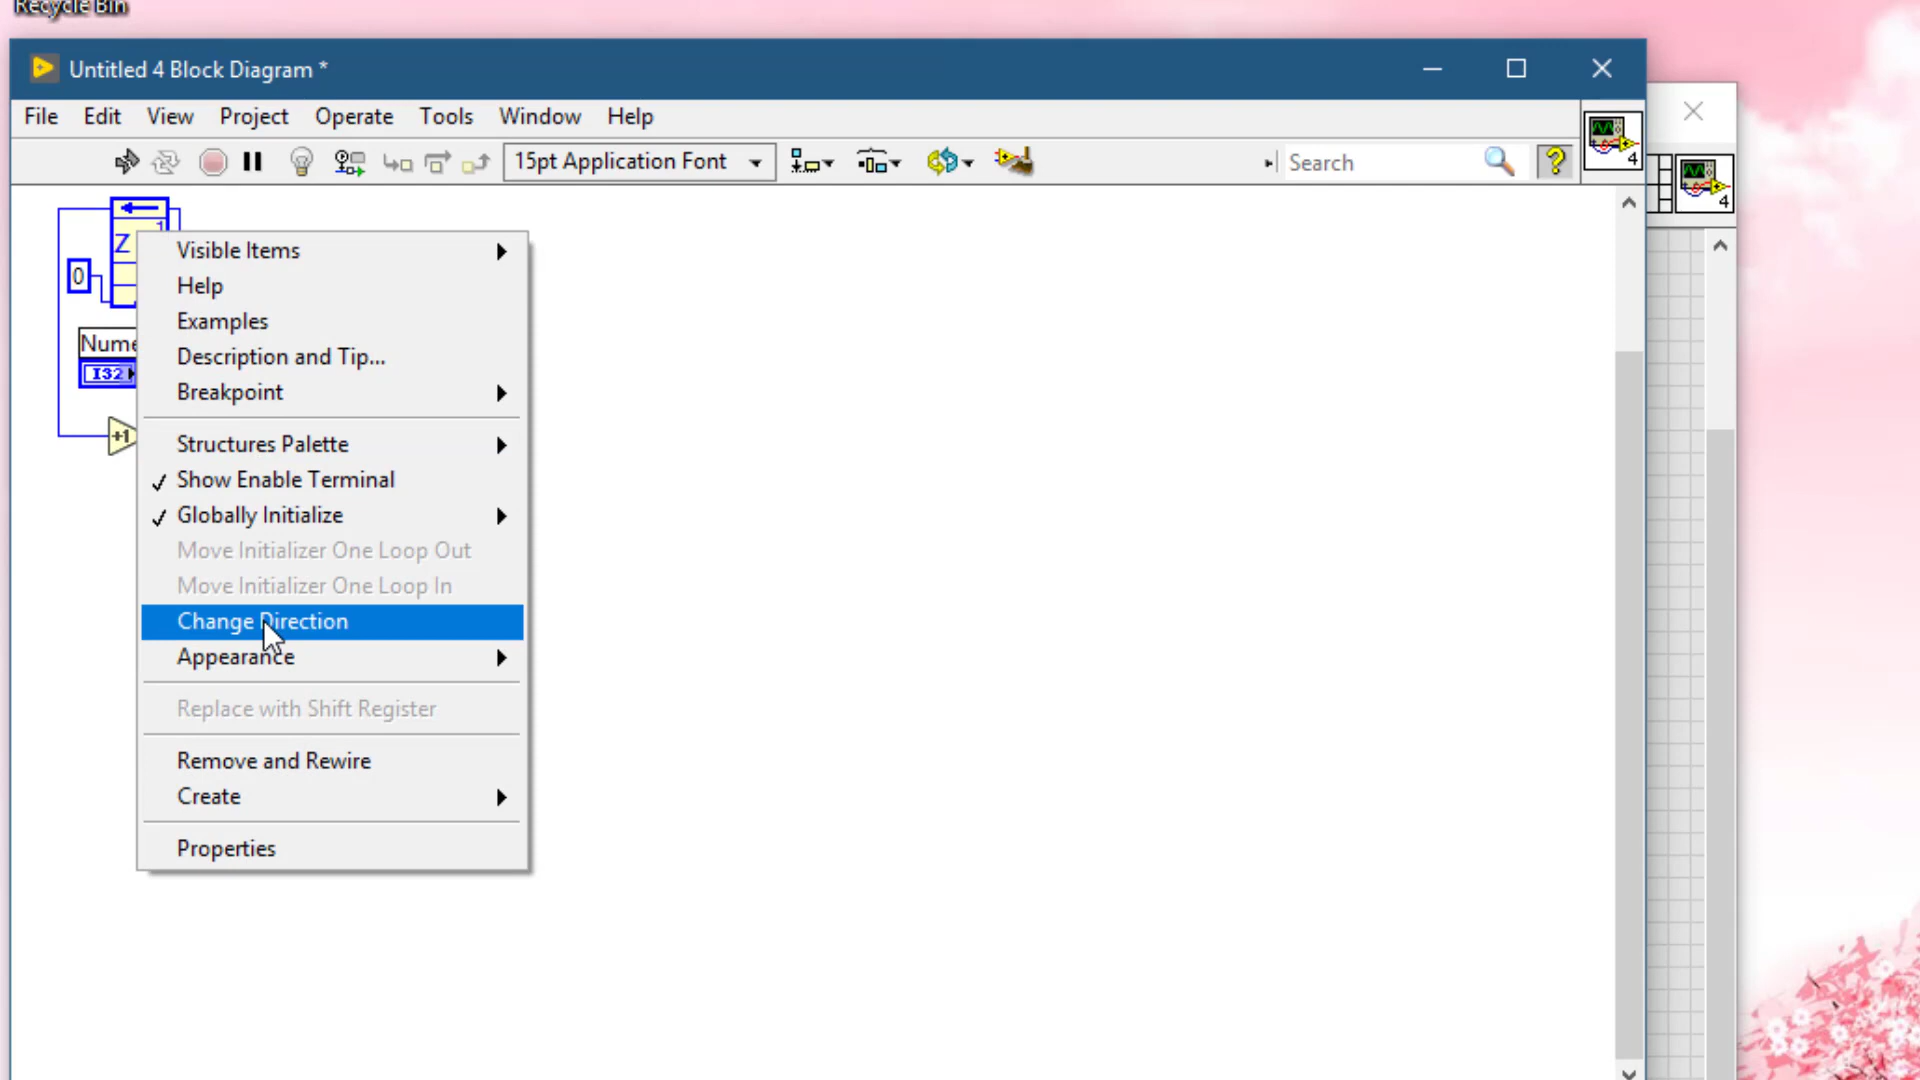 Recycle Bin
Untitled 4 Block Diagram *
File Edit View Project Operate Tools Window Help
15pt Application Font
Search
?
4
4
1
Z
0
Nume
I32
+1
Visible Items
Help
Examples
Description and Tip...
Breakpoint
Structures Palette
Show Enable Terminal
Globally Initialize
Move Initializer One Loop Out
Move Initializer One Loop In
Change Direction
Appearance
Replace with Shift Register
Remove and Rewire
Create
Properties